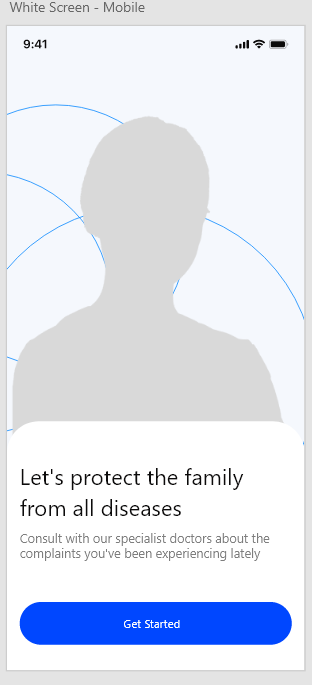 White Screen - Mobile
9:41
Let's protect the family
from all diseases
Consult with our specialist doctors about the
complaints you've been experiencing lately
Get Started